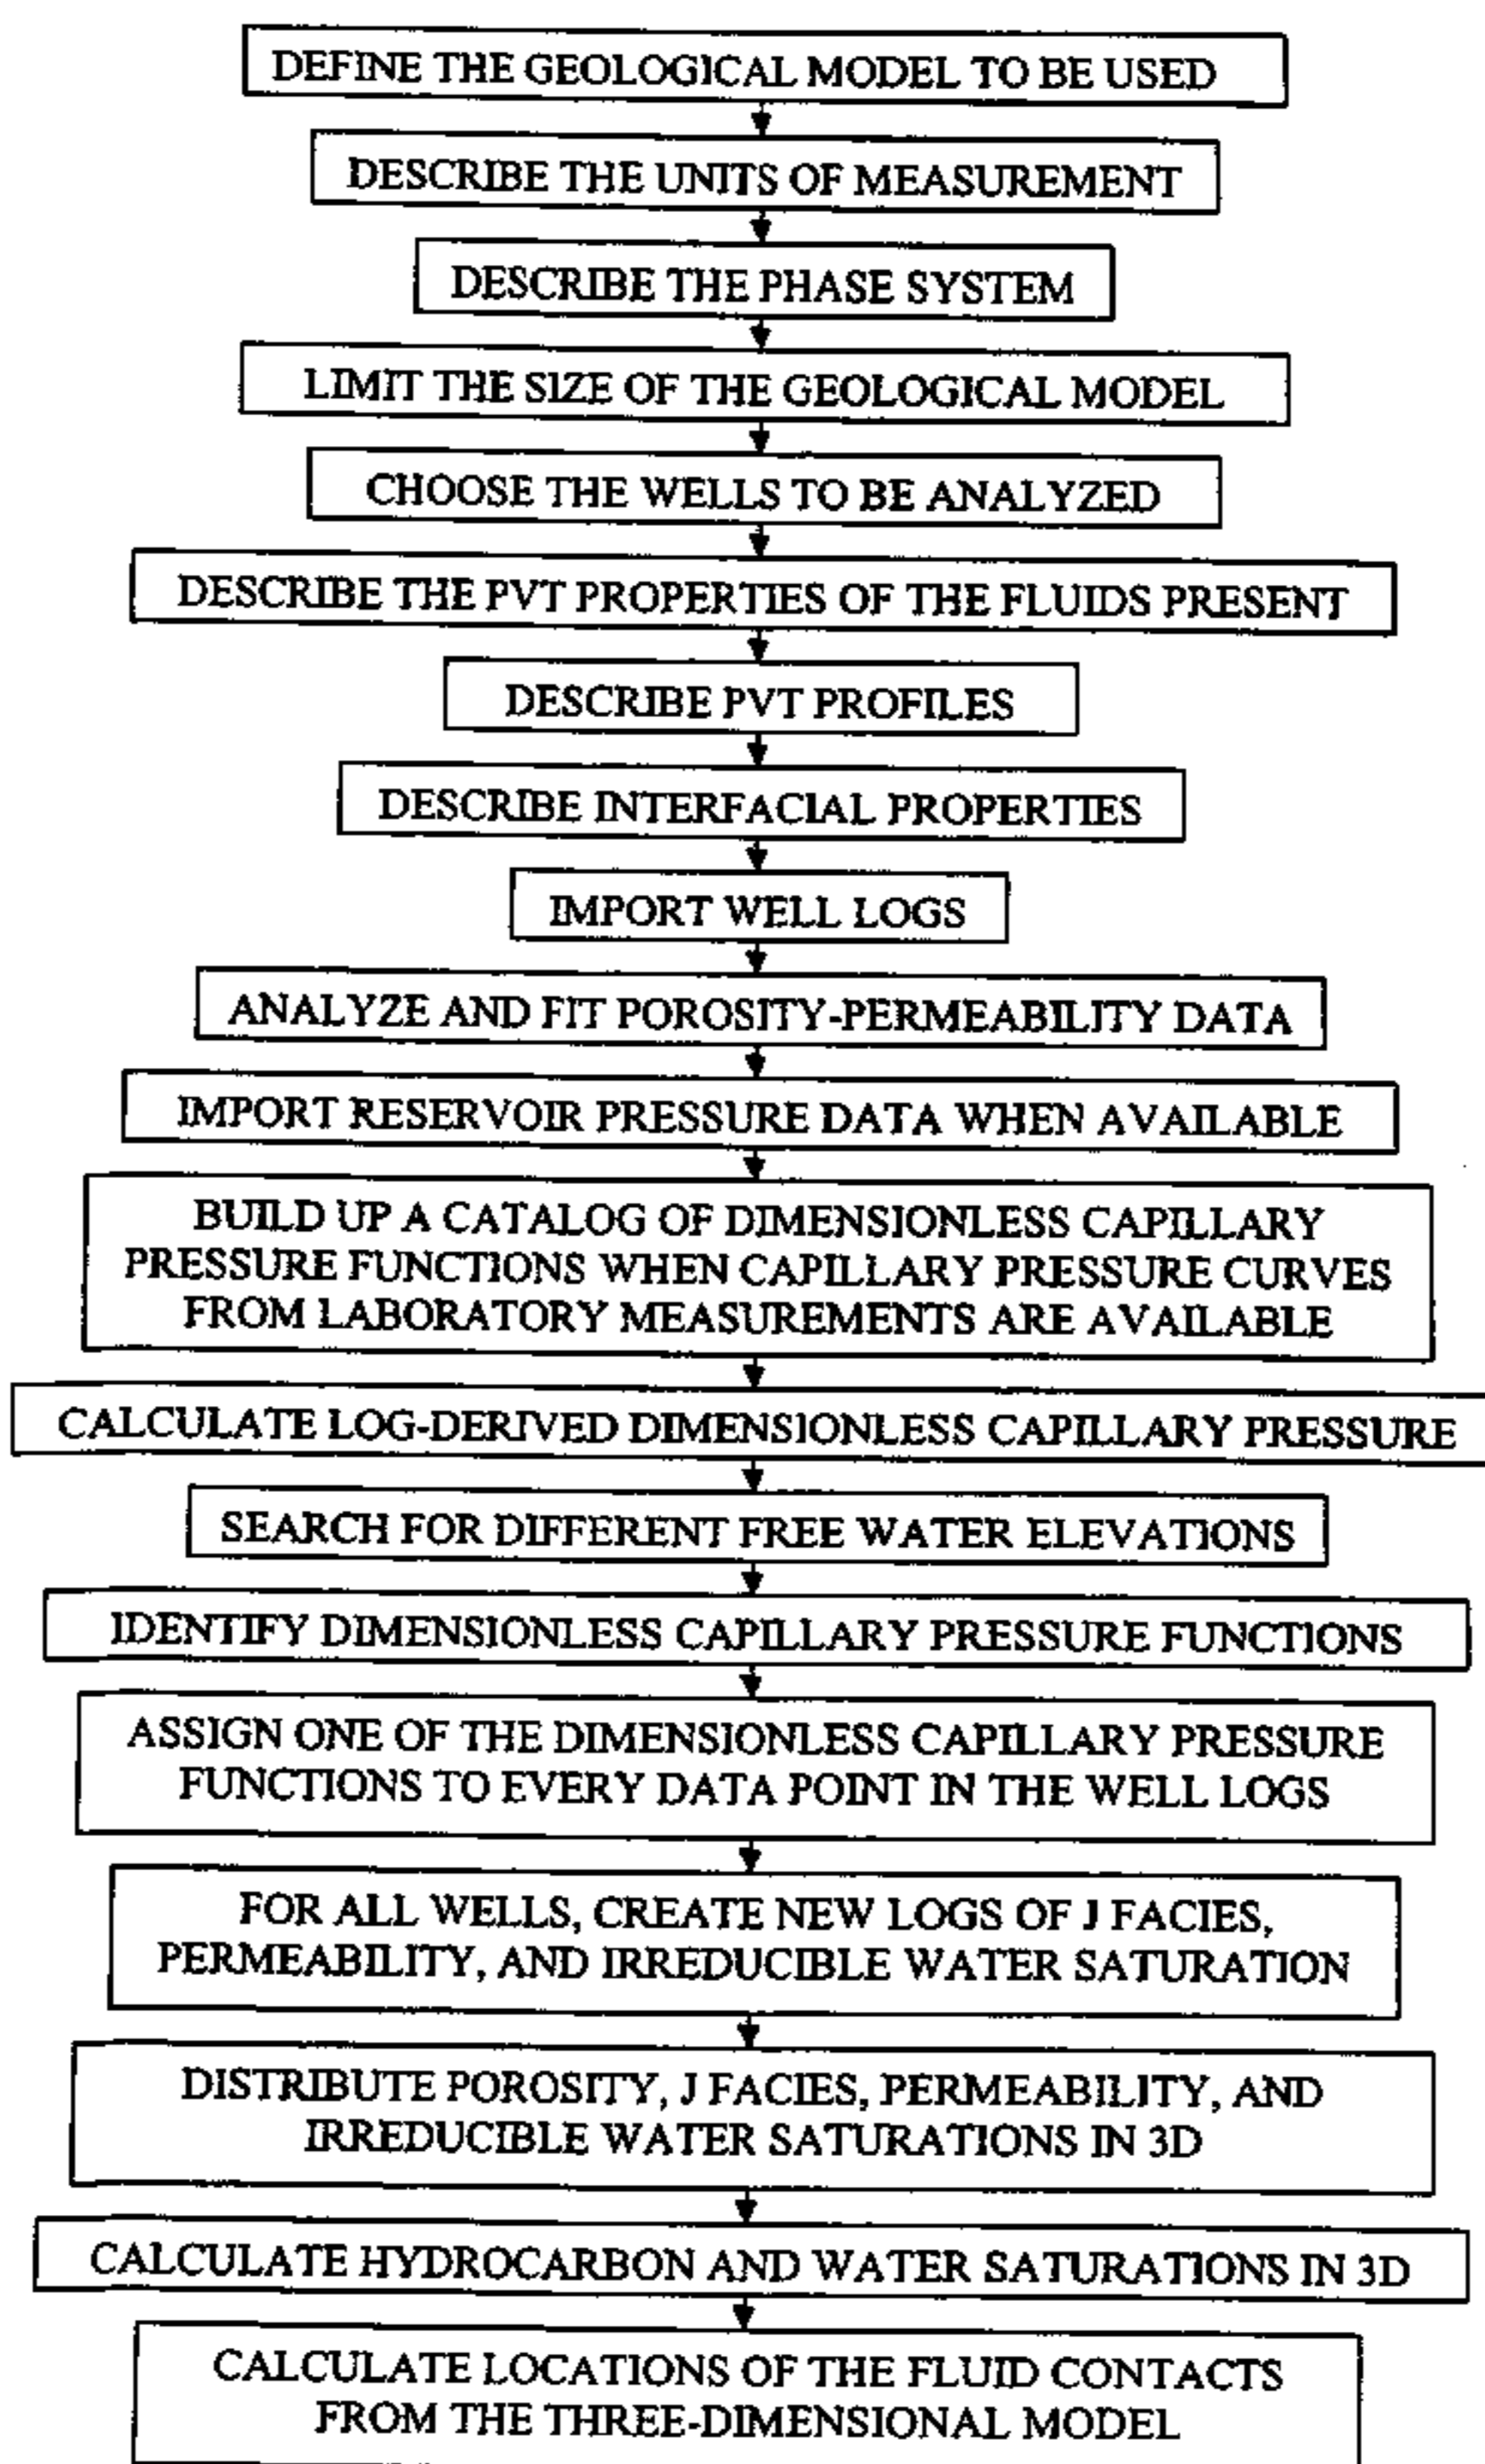 DEFINE THE GEOLOGICAL MODEL TO BE USED
DESCRIBE THE UNITS OF MEASUREMENT
DESCRIBE THE PHASE SYSTEM
LIMIT THE SIZE OF THE GEOLOGICAL MODEL
CHOOSE THE WELLS TO BE ANALYZED
DESCRIBE THE PVT PROPERTIES OF THE FLUIDS PRESENT
DESCRIBE PVT PROFILES
DESCRIBE INTERFACIAL PROPERTIES
IMPORT WELL LOGS
ANALYZE AND FIT POROSITY-PERMEABILITY DATA
IMPORT RESERVOIR PRESSURE DATA WHEN AVAILABLE
BUILD UP A CATALOG OF DIMENSIONLESS CAPILLARY
PRESSURE FUNCTIONS WHEN CAPILLARY PRESSURE CURVES
FROM LABORATORY MEASUREMENTS ARE AVAILABLE
CALCULATE LOG-DERIVED DIMENSIONLESS CAPILLARY PRESSURE
SEARCH FOR DIFFERENT FREE WATER ELEVATIONS
IDENTIFY DIMENSIONLESS CAPILLARY PRESSURE FUNCTIONS
ASSIGN ONE OF THE DIMENSIONLESS CAPILLARY PRESSURE
FUNCTIONS TO EVERY DATA POINT IN THE WELL LOGS
FOR ALL WELLS, CREATE NEW LOGS OF J FACIES,
PERMEABILITY, AND IRREDUCIBLE WATER SATURATION
DISTRIBUTE POROSITY, J FACIES, PERMEABILITY, AND
IRREDUCIBLE WATER SATURATIONS IN 3D
CALCULATE HYDROCARBON AND WATER SATURATIONS IN 3D
CALCULATE LOCATIONS OF THE FLUID CONTACTS
FROM THE THREE-DIMENSIONAL MODEL